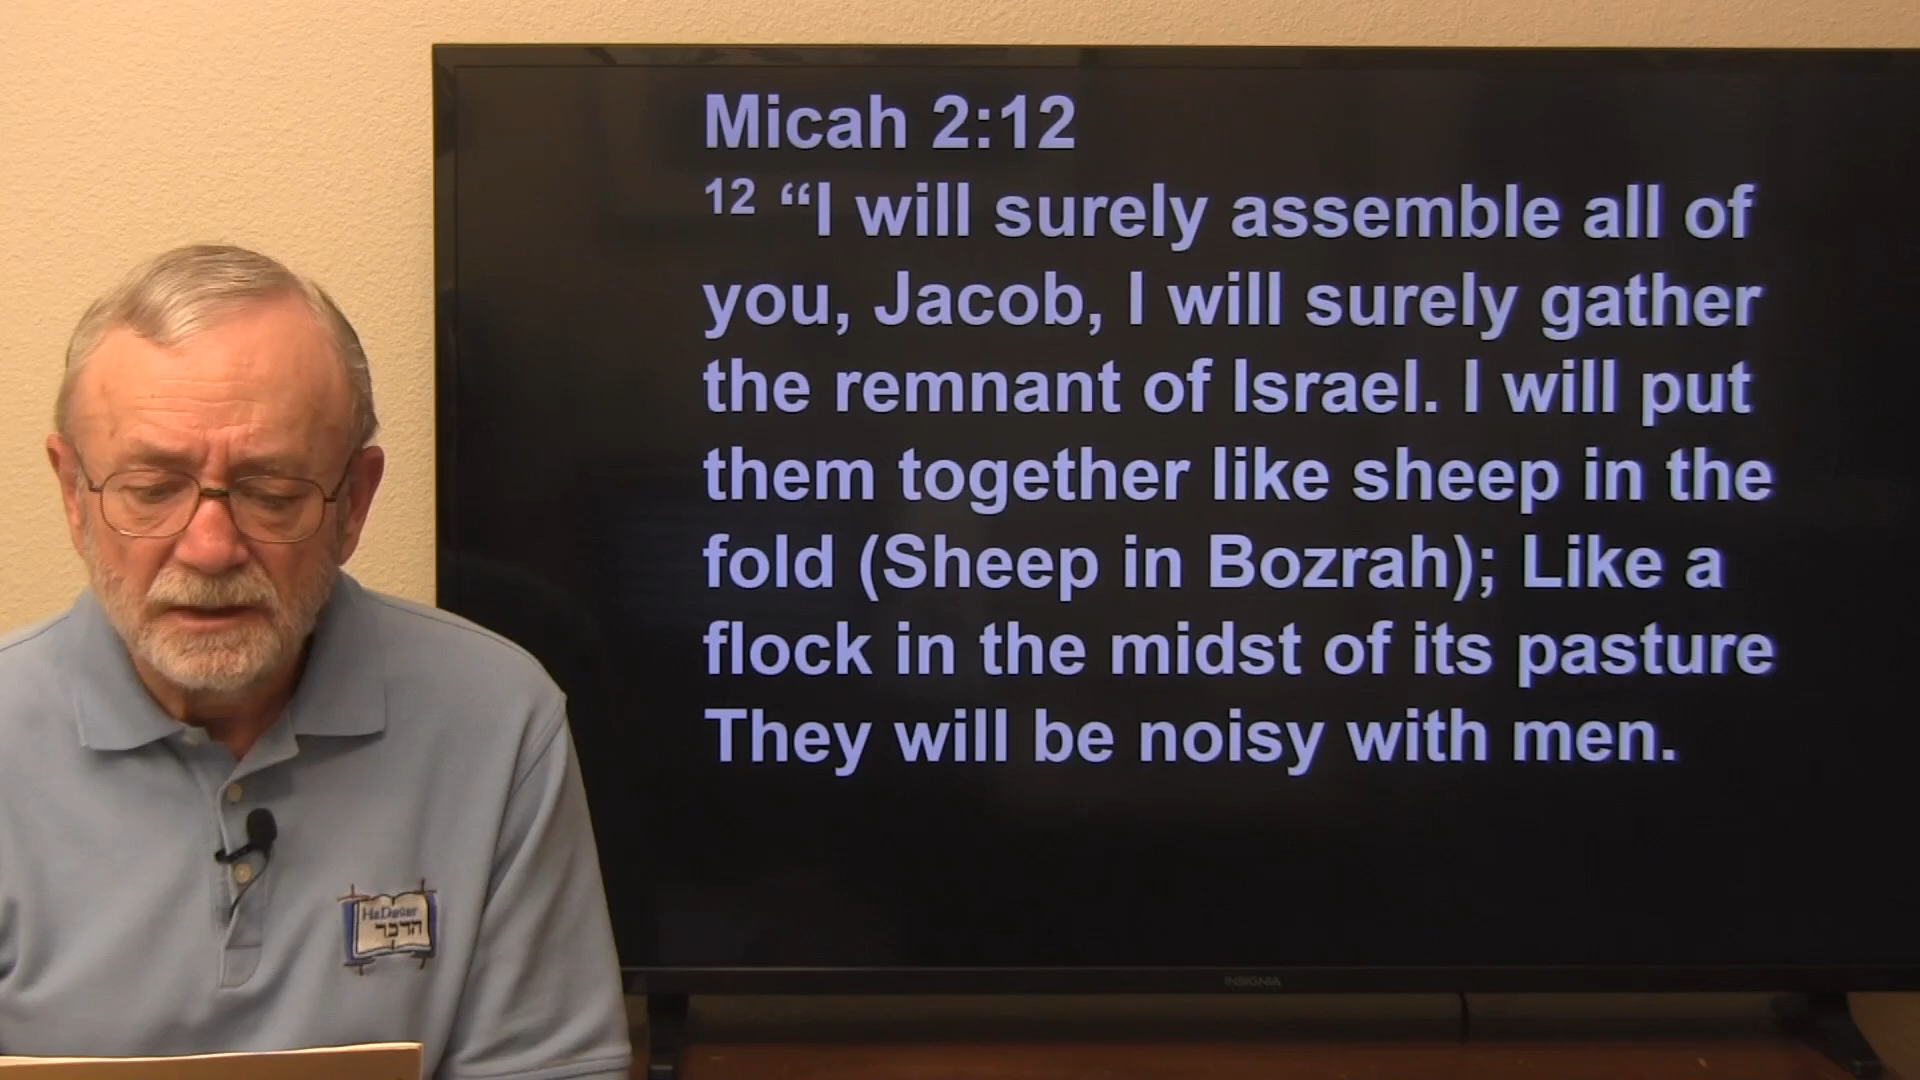 Micah 2:12
12 “I will surely assemble all of
you, Jacob, I will surely gather
the remnant of Israel. I will put
them together like sheep in the
fold (Sheep in Bozrah); Like a
flock in the midst of its pasture
They will be noisy with men.
HaDavar
הדבר
INSIGNIA